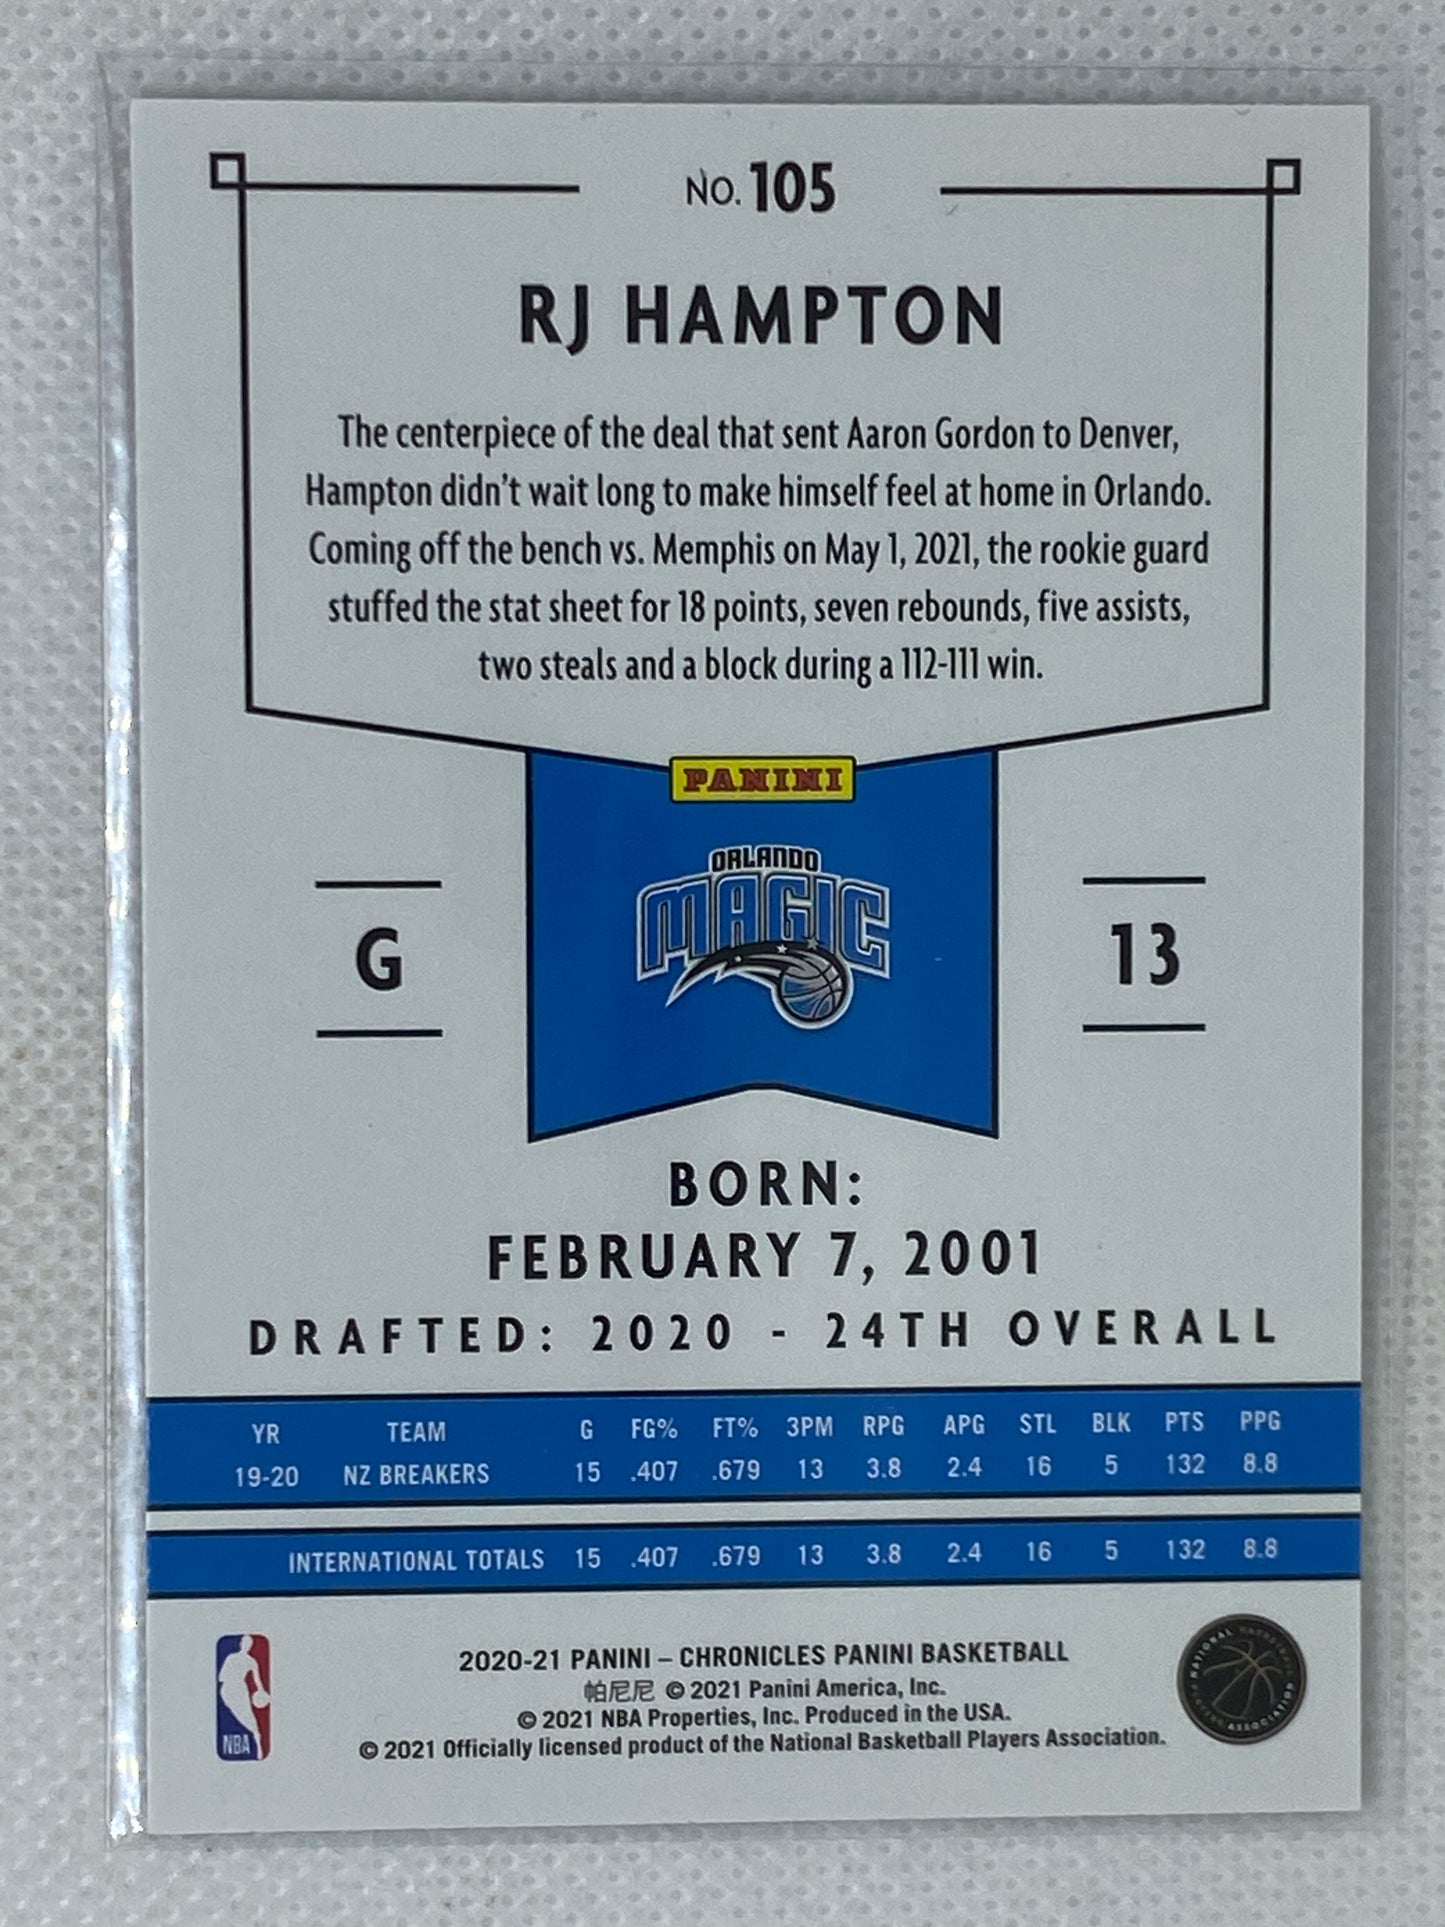 NO. 105
RJ HAMPTON
The centerpiece of the deal that sent Aaron Gordon to Denver,
Hampton didn't wait long to make himself feel at home in Orlando.
Coming off the bench vs. Memphis on May 1, 2021, the rookie guard
stuffed the stat sheet for 18 points, seven rebounds, five assists,
two steals and a block during a 112-111 win.
PANINI
ORLANDO
MAGIC
G
13
BORN:
FEBRUARY 7, 2001
DRAFTED: 2020 - 24TH OVERALL
YR TEAM G FG% FT% 3PM RPG APG STL BLK PTS PPG
19-20 NZ BREAKERS 15 .407 .679 13 3.8 2.4 16 5 132 8.8
INTERNATIONAL TOTALS 15 .407 .679 13 3.8 2.4 16 5 132 8.8
2020-21 PANINI – CHRONICLES PANINI BASKETBALL
帕尼尼 © 2021 Panini America, Inc.
© 2021 NBA Properties, Inc. Produced in the USA.
© 2021 Officially licensed product of the National Basketball Players Association.
NBA
NATIONAL BASKETBALL PLAYERS ASSOCIATION